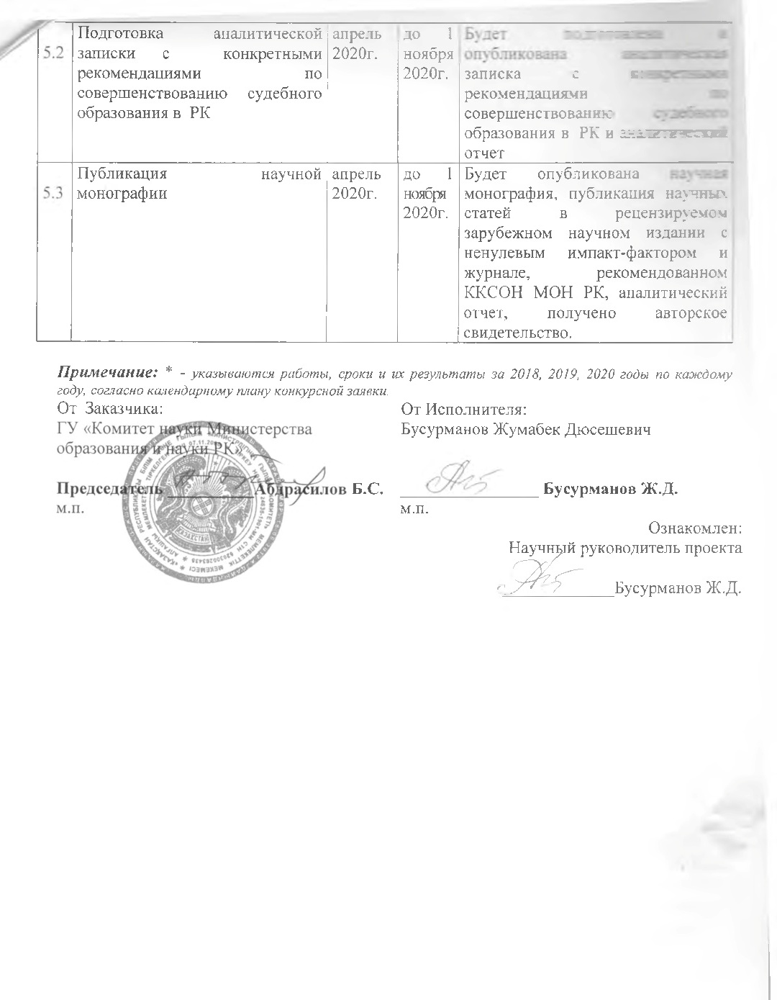 5.2
Подготовка аналитической
записки с конкретными
рекомендациями по
совершенствованию судебного
образования в РК
апрель
2020г.
до 1
ноября
2020г.
Будет подготовлена и
опубликована аналитическая
записка с конкретными
рекомендациями по
совершенствованию судебного
образования в РК и аналитический
отчет
5.3
Публикация научной
монографии
апрель
2020г.
до 1
ноября
2020г.
Будет опубликована научная
монография, публикация научных
статей в рецензируемом
зарубежном научном издании с
ненулевым импакт-фактором и
журнале, рекомендованном
ККСОН МОН РК, аналитический
отчет, получено авторское
свидетельство.
Примечание: * - указываются работы, сроки и их результаты за 2018, 2019, 2020 годы по каждому
году, согласно календарному плану конкурсной заявки.
От Заказчика:
ГУ «Комитет науки Министерства
образования и науки РК»
Председатель __________ Абдрасилов Б.С.
м.п.
ҚАЗАҚСТАН
От Исполнителя:
Бусурманов Жумабек Дюсешевич
________________ Бусурманов Ж.Д.
м.п.
Ознакомлен:
Научный руководитель проекта
_____________Бусурманов Ж.Д.